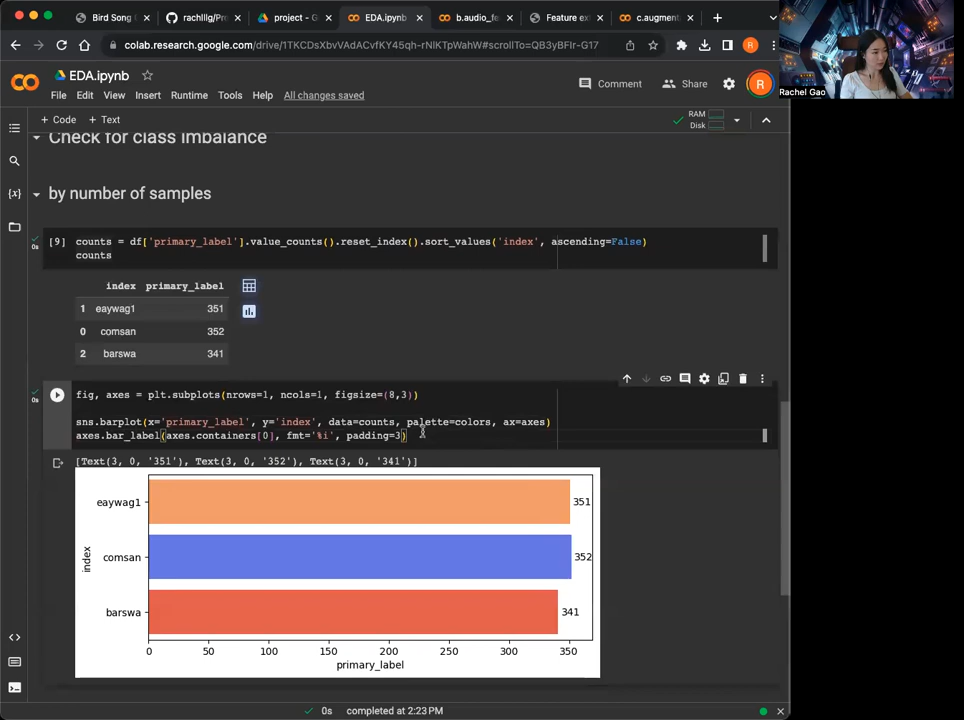 Bird Song
rachlllg/Pr
project - G
EDA.ipynb
b.audio_fe
Feature ex
c.augment
colab.research.google.com/drive/1TKCDsXbvVAdACvfKY45qh-rNIKTpWahW#scrollTo=QB3yBFIr-G17
R
EDA.ipynb
File Edit View Insert Runtime Tools Help All changes saved
Comment
Share
R
Rachel Gao
+ Code + Text
RAM
Disk
Check for class imbalance
by number of samples
[9] counts = df['primary_label'].value_counts().reset_index().sort_values('index', ascending=False)
0s
counts
index primary_label
1 eaywag1 351
0 comsan 352
2 barswa 341
fig, axes = plt.subplots(nrows=1, ncols=1, figsize=(8,3))
0s
sns.barplot(x='primary_label', y='index', data=counts, palette=colors, ax=axes)
axes.bar_label(axes.containers[0], fmt='%i', padding=3)
[Text(3, 0, '351'), Text(3, 0, '352'), Text(3, 0, '341')]
eaywag1 351
comsan 352
barswa 341
index
0 50 100 150 200 250 300 350
primary_label
0s completed at 2:23 PM